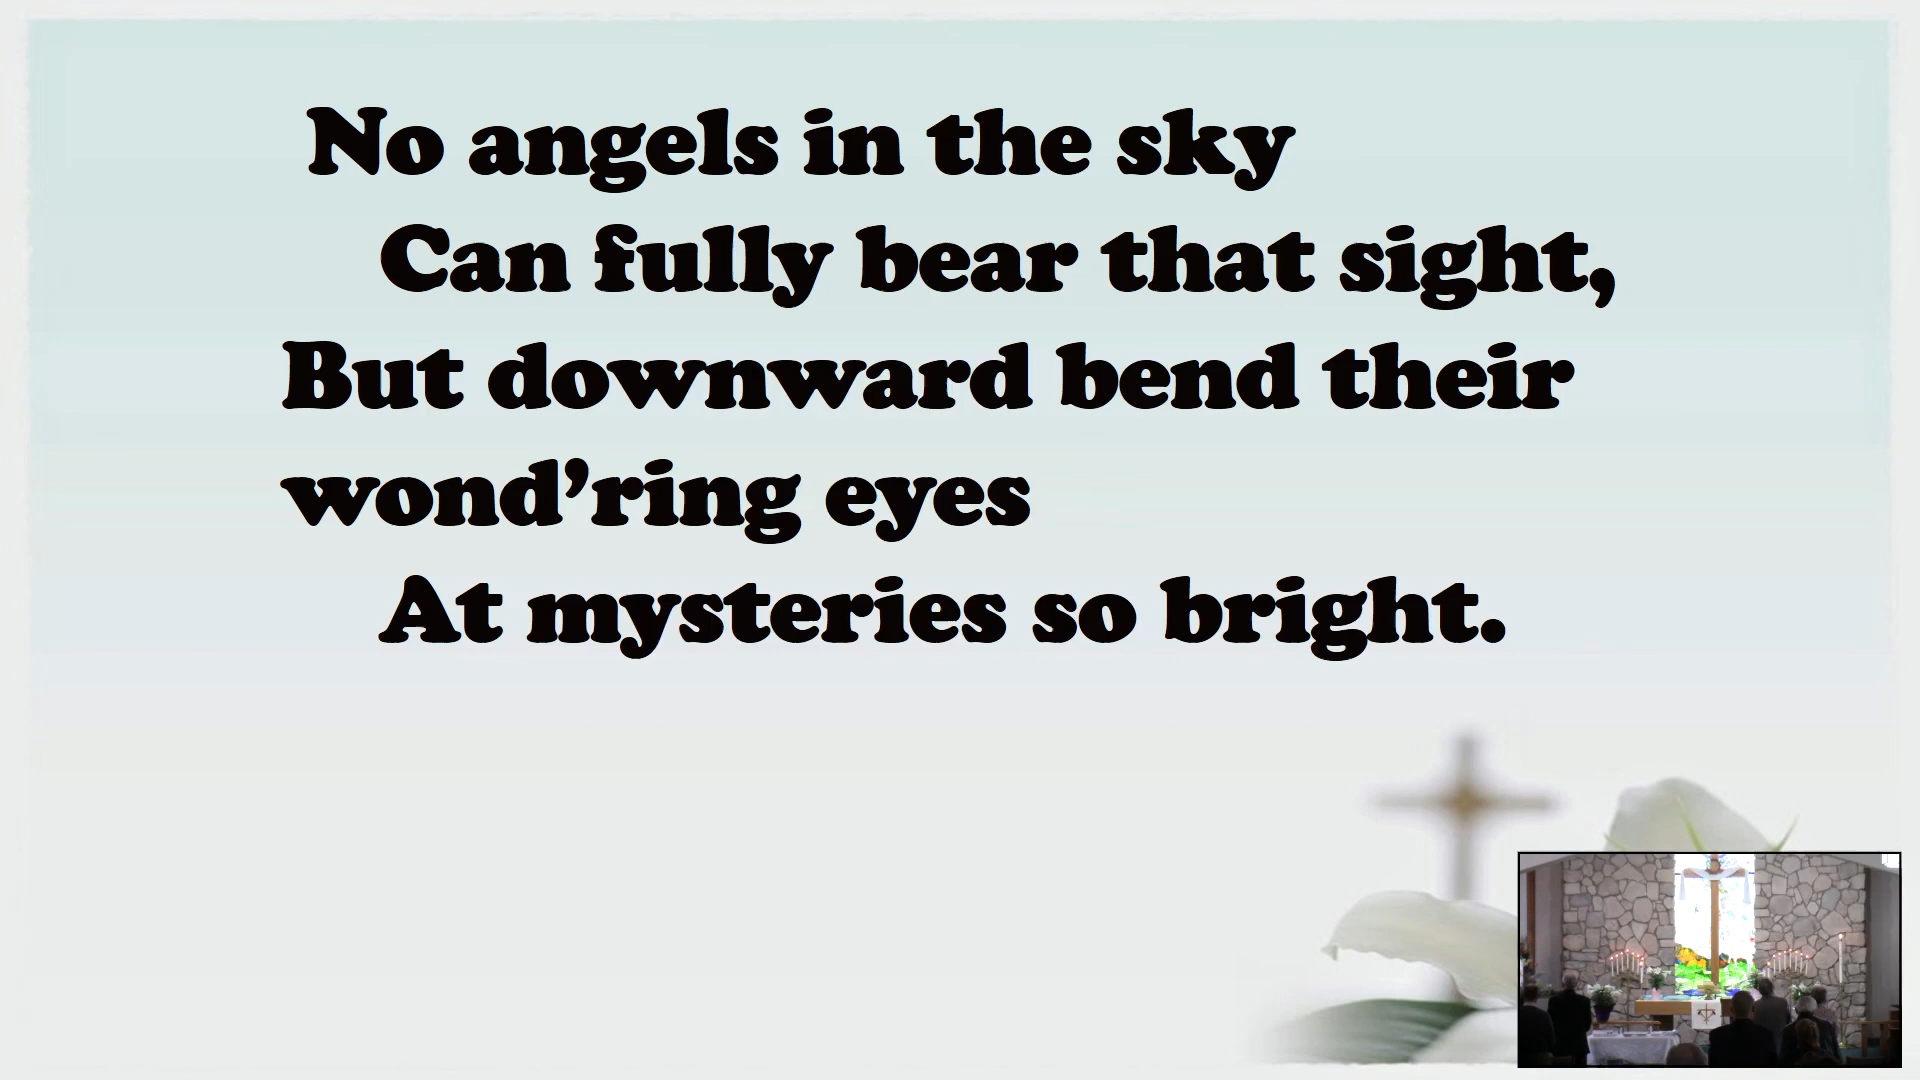 No angels in the sky
Can fully bear that sight,
But downward bend their
wond’ring eyes
At mysteries so bright.